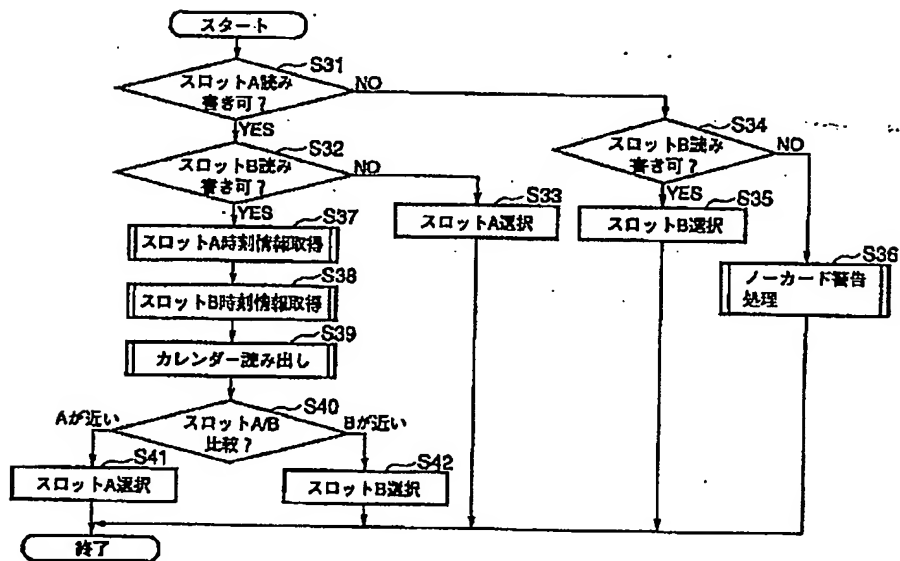 スタート
S31
スロットA読み
書き可?
NO
YES
S32
スロットB読み
書き可?
NO
YES
S34
スロットB読み
書き可?
NO
YES
S33
スロットA選択
S35
スロットB選択
S36
ノーカード警告
処理
S37
スロットA時刻情報取得
S38
スロットB時刻情報取得
S39
カレンダー読み出し
S40
Aが近い
スロットA/B
比較?
Bが近い
S41
スロットA選択
S42
スロットB選択
終了